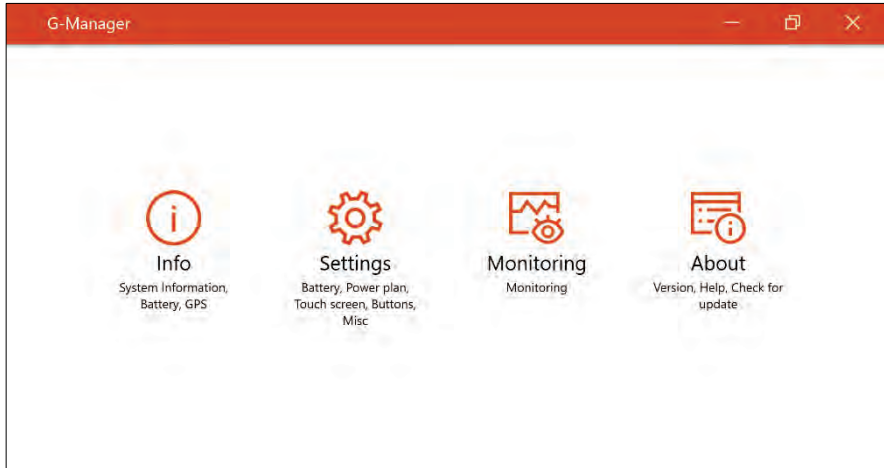 G-Manager
Info
System Information,
Battery, GPS
Settings
Battery, Power plan,
Touch screen, Buttons,
Misc
Monitoring
Monitoring
About
Version, Help, Check for
update